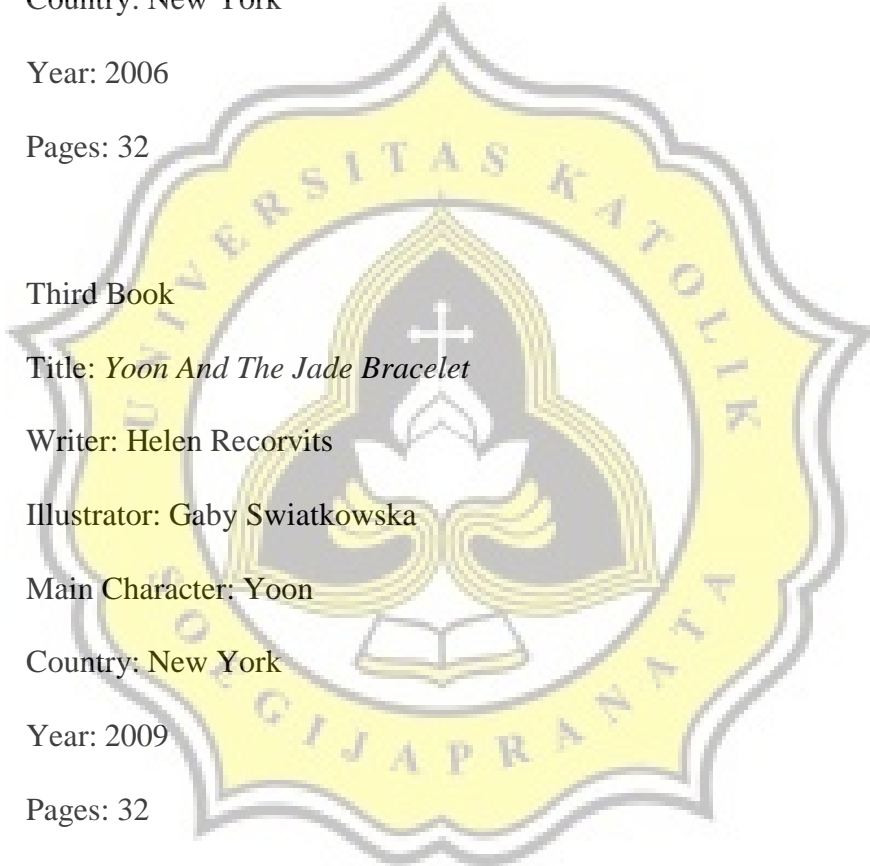 Country: New York
Year: 2006
Pages: 32
Third Book
Title: Yoon And The Jade Bracelet
Writer: Helen Recorvits
Illustrator: Gaby Swiatkowska
Main Character: Yoon
Country: New York
Year: 2009
Pages: 32
UNIVERSITAS KATOLIK
SOEGIJAPRANATA